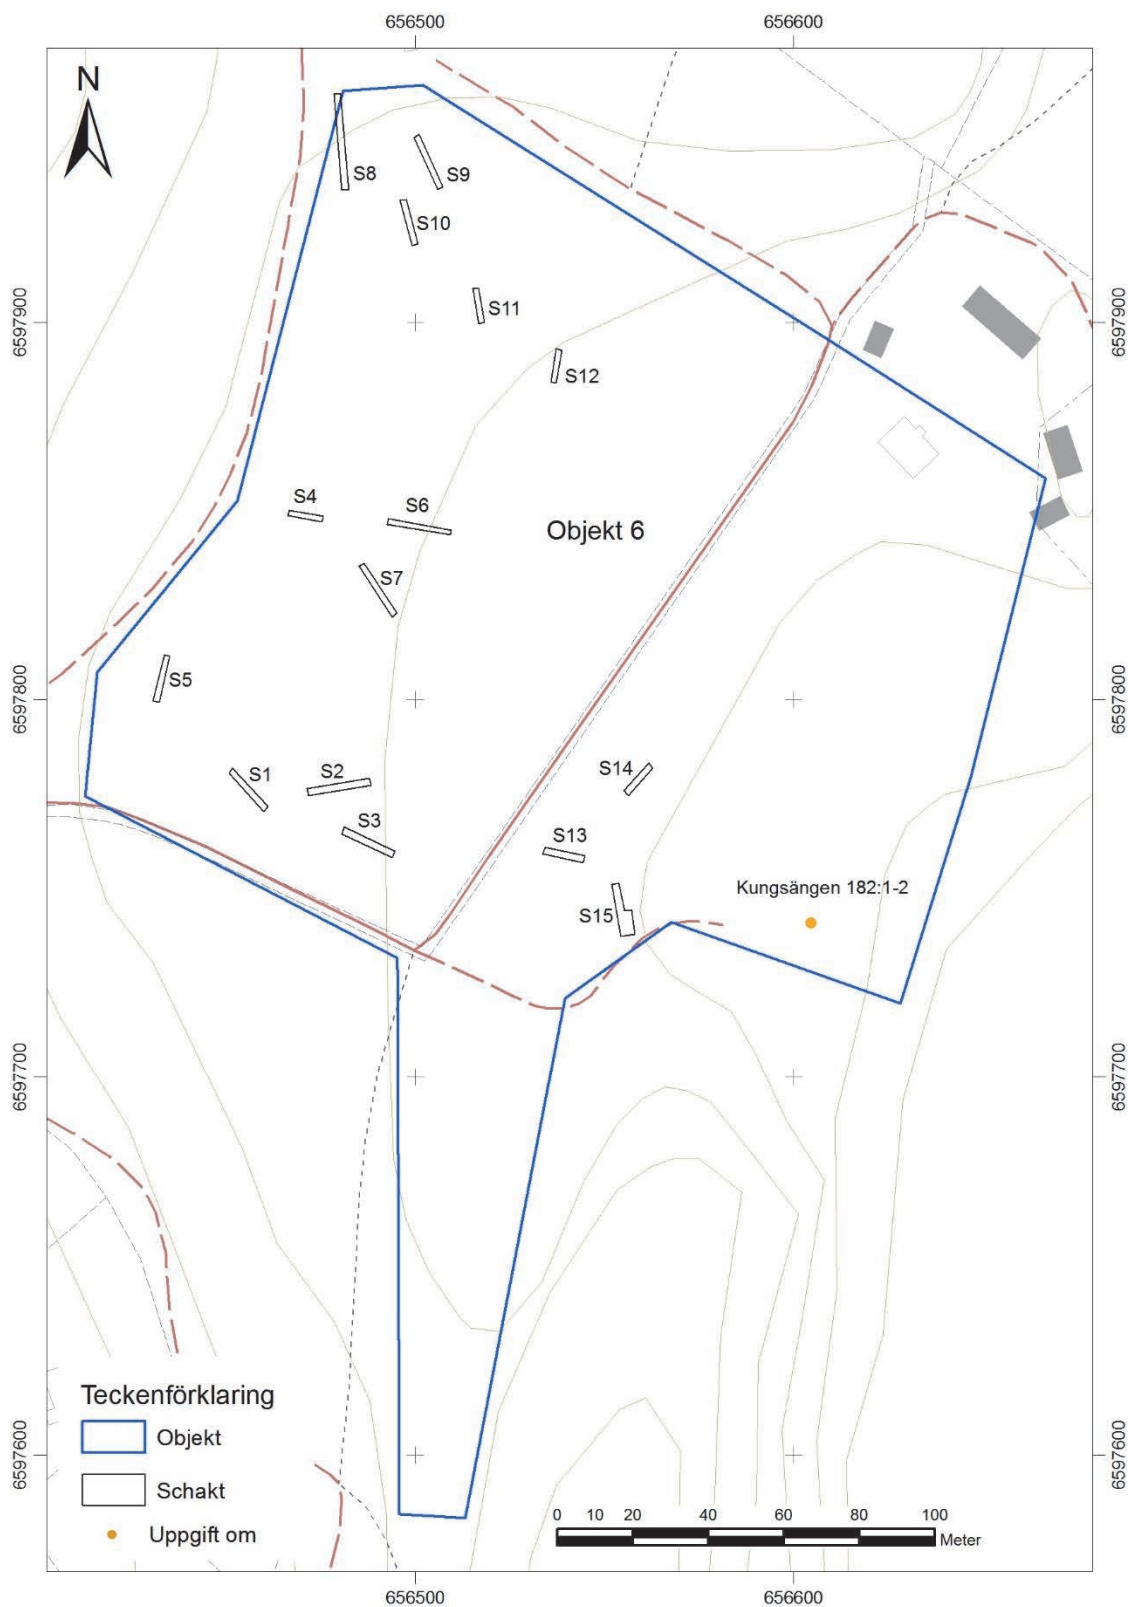 656500
656600
N
S8
S9
S10
6597900
S11
6597900
S12
S4
S6
Objekt 6
S7
S5
6597800
6597800
S1
S2
S14
S3
S13
Kungsängen 182:1-2
S15
6597700
6597700
Teckenförklaring
Objekt
6597600
6597600
Schakt
0 10 20 40 60 80 100
Uppgift om
Meter
656500
656600